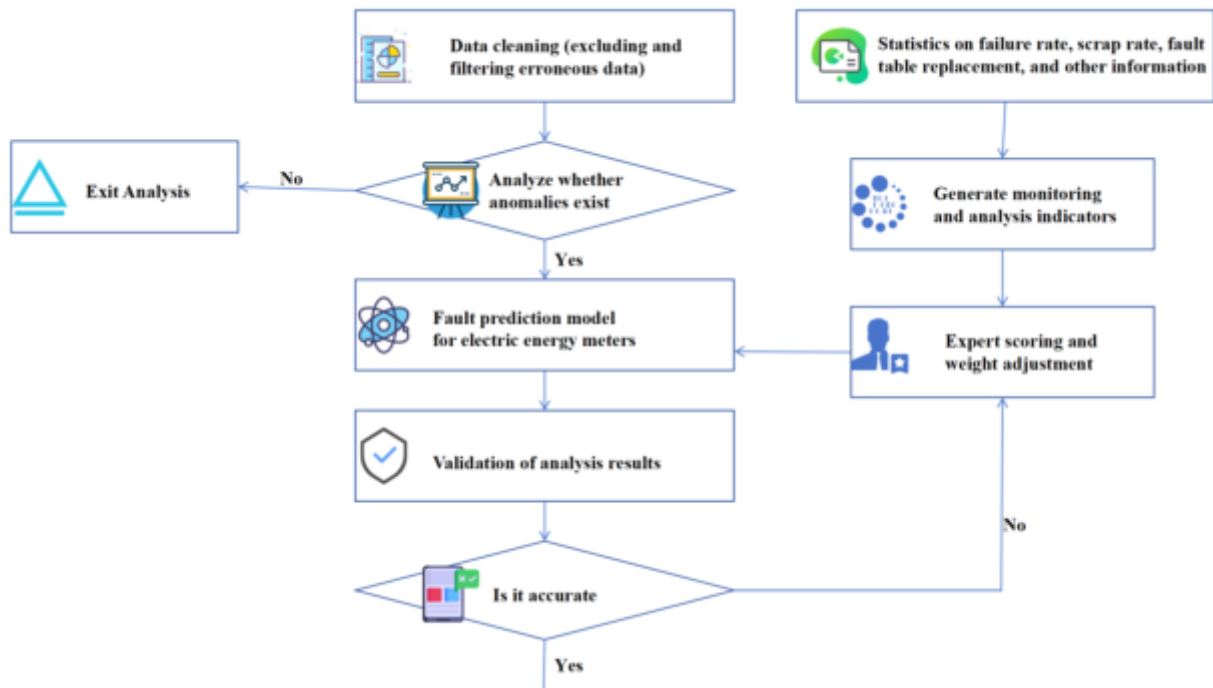 Data cleaning (excluding and
filtering erroneous data)
Statistics on failure rate, scrap rate, fault
table replacement, and other information
No
Exit Analysis
Analyze whether
anomalies exist
Generate monitoring
and analysis indicators
Yes
Fault prediction model
for electric energy meters
Expert scoring and
weight adjustment
Validation of analysis results
No
Is it accurate
Yes